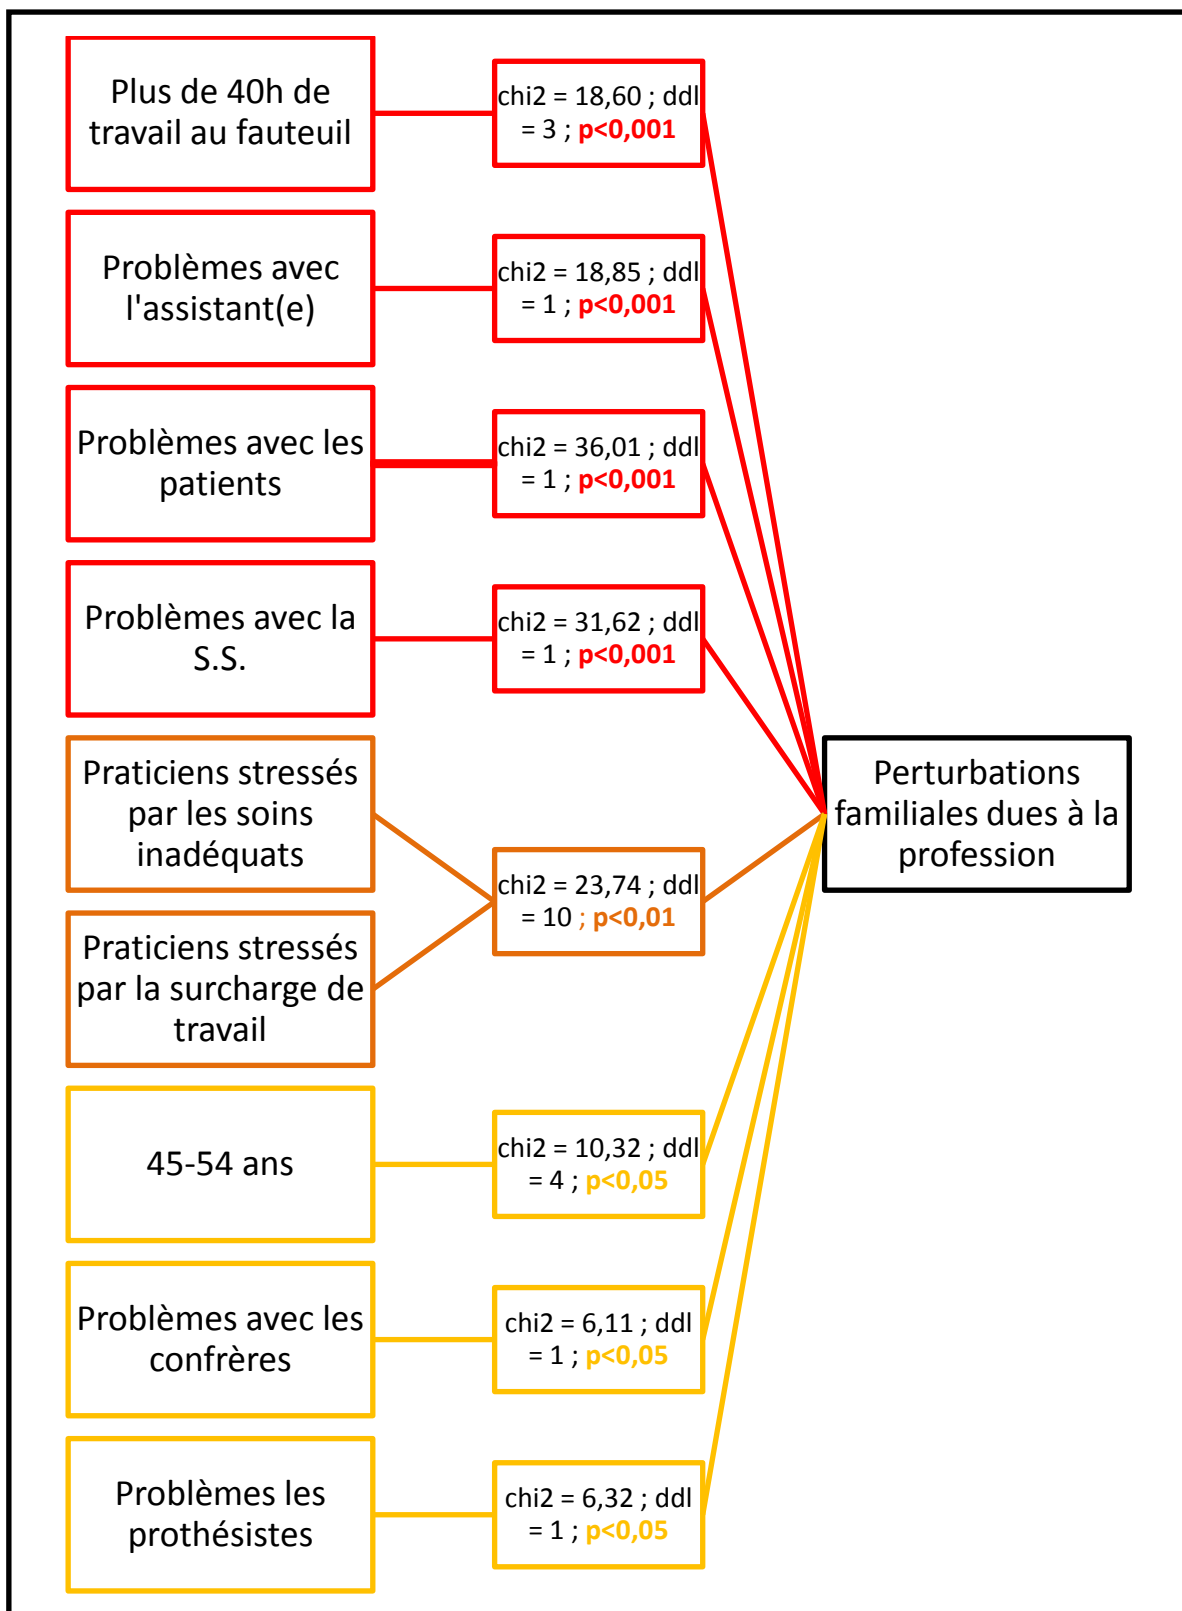 Plus de 40h de
travail au fauteuil
chi2 = 18,60 ; ddl
= 3 ; p<0,001
Problèmes avec
l'assistant(e)
chi2 = 18,85 ; ddl
= 1 ; p<0,001
Problèmes avec les
patients
chi2 = 36,01 ; ddl
= 1 ; p<0,001
Problèmes avec la
S.S.
chi2 = 31,62 ; ddl
= 1 ; p<0,001
Praticiens stressés
par les soins
inadéquats
Praticiens stressés
par la surcharge de
travail
chi2 = 23,74 ; ddl
= 10 ; p<0,01
45-54 ans
chi2 = 10,32 ; ddl
= 4 ; p<0,05
Problèmes avec les
confrères
chi2 = 6,11 ; ddl
= 1 ; p<0,05
Problèmes les
prothésistes
chi2 = 6,32 ; ddl
= 1 ; p<0,05
Perturbations
familiales dues à la
profession